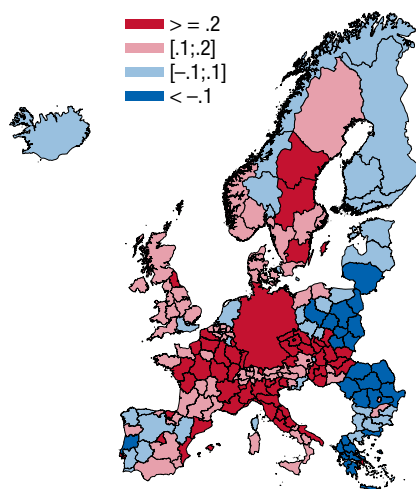 > = .2
[.1;.2]
[–.1;.1]
< –.1